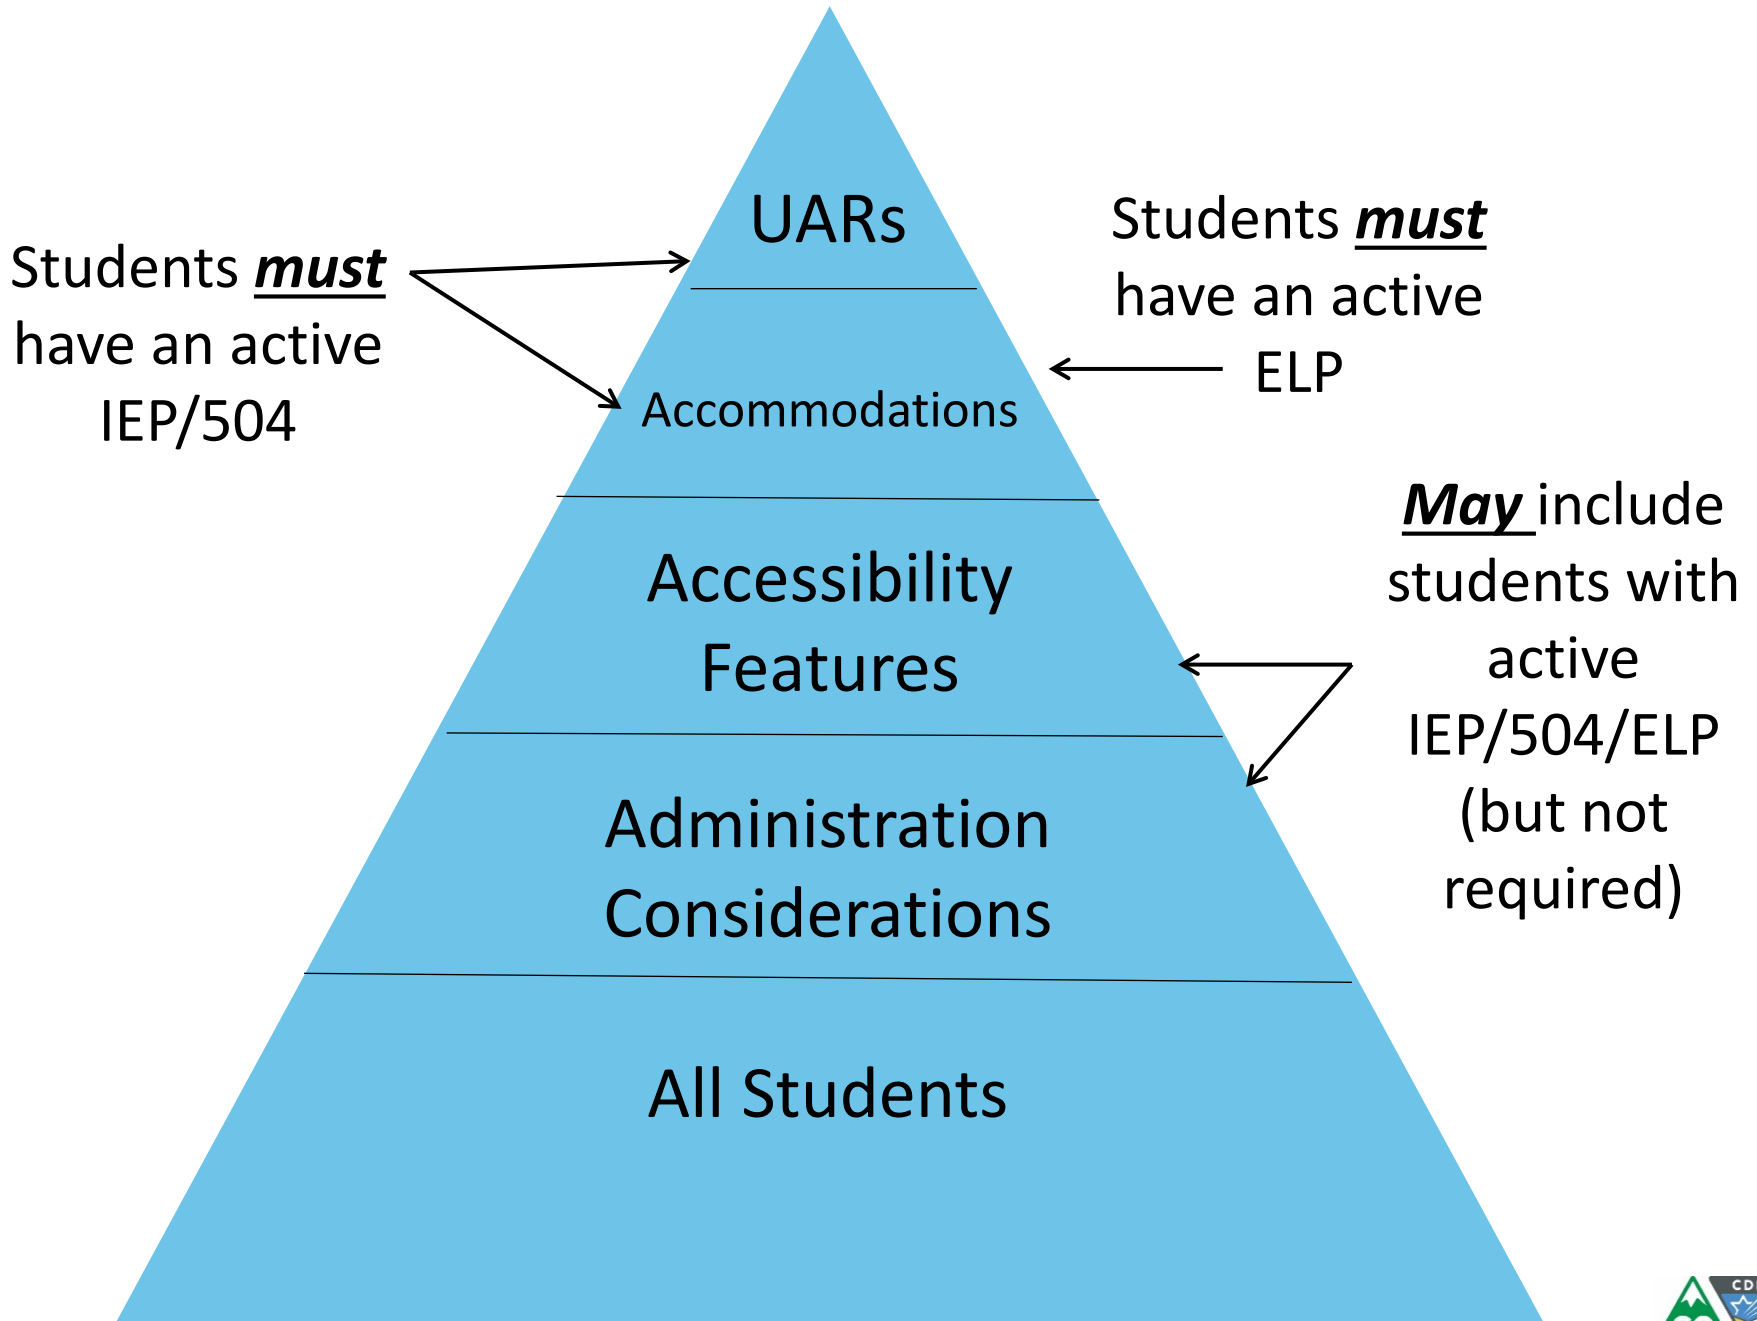 UARs
Students must
have an active
IEP/504
Students must
have an active
ELP
Accommodations
May include
students with
active
IEP/504/ELP
(but not
required)
Accessibility
Features
Administration
Considerations
All Students